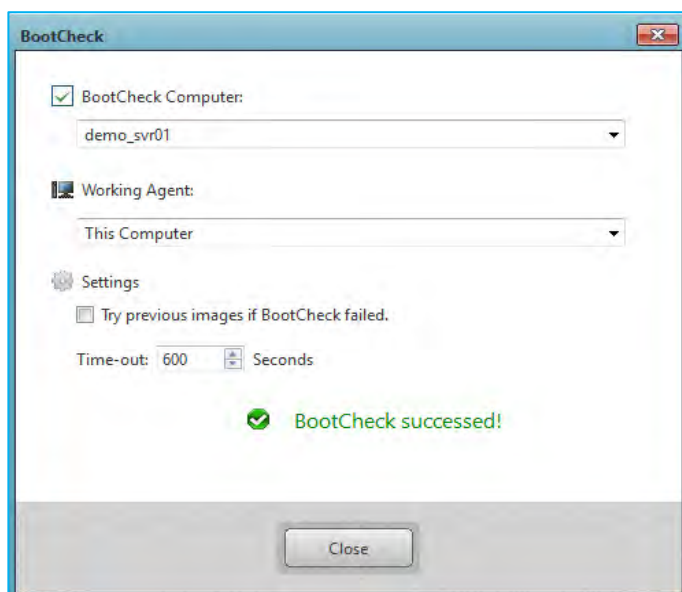 BootCheck
BootCheck Computer:
demo_svr01
Working Agent:
This Computer
Settings
Try previous images if BootCheck failed.
Time-out: 600 Seconds
BootCheck successed!
Close